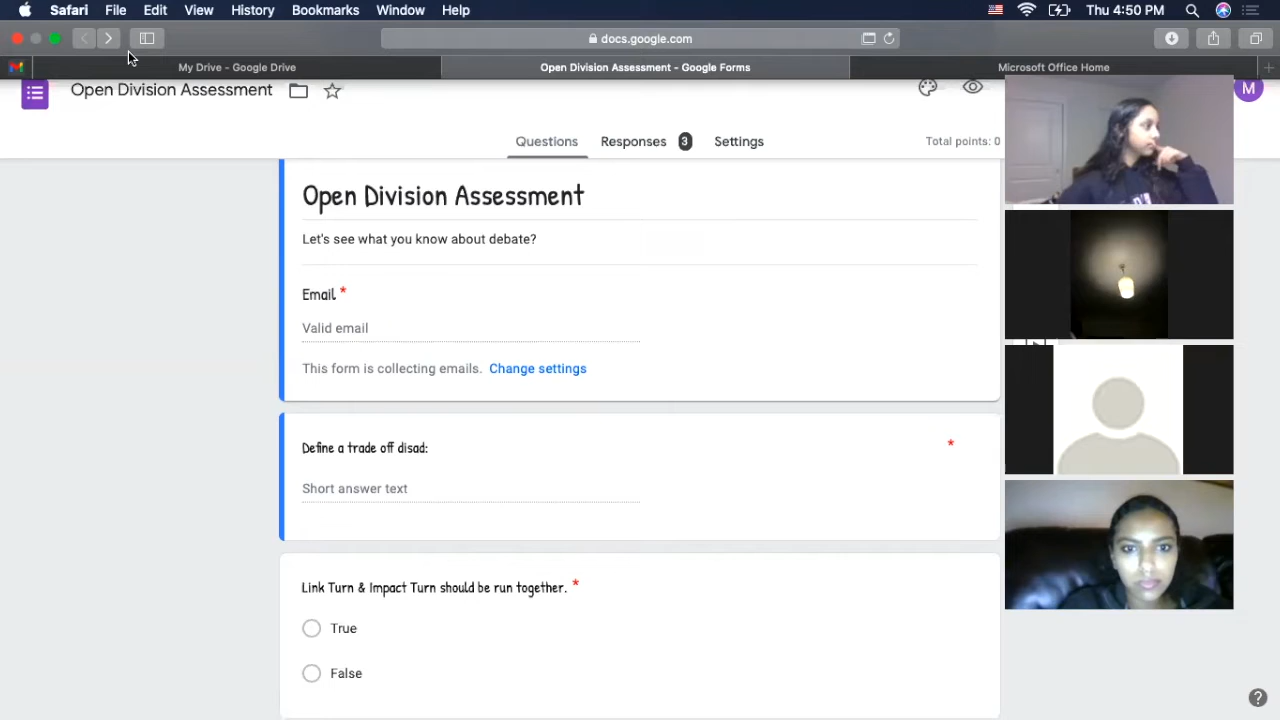 Safari File Edit View History Bookmarks Window Help Thu 4:50 PM
docs.google.com
My Drive - Google Drive Open Division Assessment - Google Forms Microsoft Office Home
Open Division Assessment M
Questions Responses 3 Settings Total points: 0
Open Division Assessment
Let's see what you know about debate?
Email *
Valid email
This form is collecting emails. Change settings
Define a trade off disad: *
Short answer text
Link Turn & Impact Turn should be run together. *
True
False